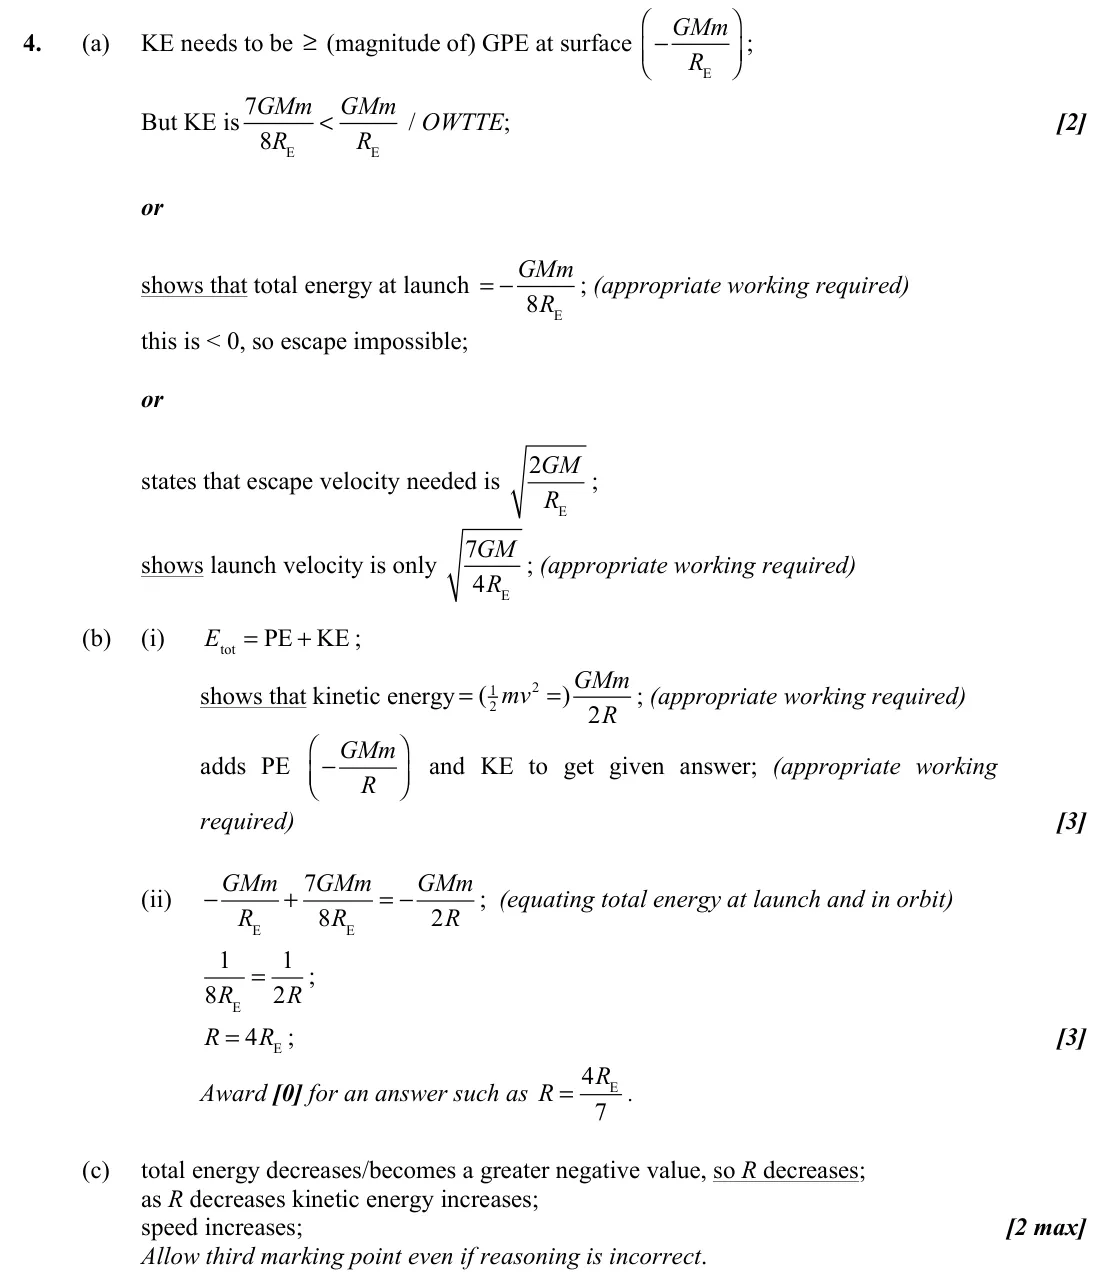 4. (a) KE needs to be ≥ (magnitude of) GPE at surface (−GMm/R_E);
But KE is 7GMm/8R_E < GMm/R_E / OWTTE; [2]
or
shows that total energy at launch = −GMm/8R_E; (appropriate working required)
this is < 0, so escape impossible;
or
states that escape velocity needed is √(2GM/R_E);
shows launch velocity is only √(7GM/4R_E); (appropriate working required)
(b) (i) E_tot = PE + KE;
shows that kinetic energy = (½mv² =) GMm/2R; (appropriate working required)
adds PE (−GMm/R) and KE to get given answer; (appropriate working
required) [3]
(ii) −GMm/R_E + 7GMm/8R_E = −GMm/2R; (equating total energy at launch and in orbit)
1/8R_E = 1/2R;
R = 4R_E; [3]
Award [0] for an answer such as R = 4R_E/7.
(c) total energy decreases/becomes a greater negative value, so R decreases;
as R decreases kinetic energy increases;
speed increases; [2 max]
Allow third marking point even if reasoning is incorrect.